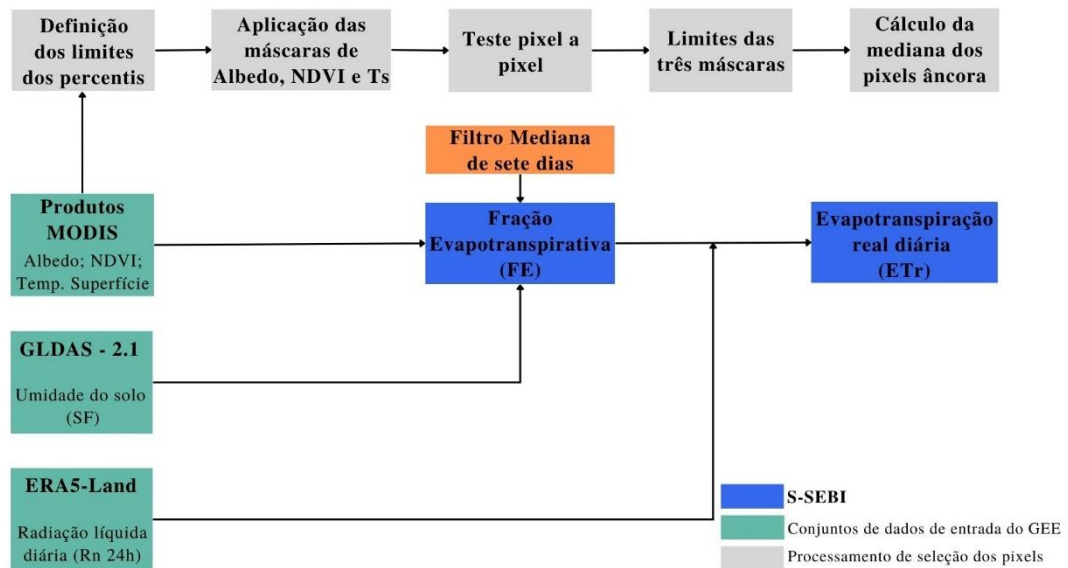 Definição
dos limites
dos percentis
Aplicação das
máscaras de
Albedo, NDVI e Ts
Teste pixel a
pixel
Limites das
três máscaras
Cálculo da
mediana dos
pixels âncora
Filtro Mediana
de sete dias
Produtos
MODIS
Albedo; NDVI;
Temp. Superfície
Fração
Evapotranspirativa
(FE)
Evapotranspiração
real diária
(ETr)
GLDAS - 2.1
Umidade do solo
(SF)
ERA5-Land
Radiação líquida
diária (Rn 24h)
S-SEBI
Conjuntos de dados de entrada do GEE
Processamento de seleção dos pixels